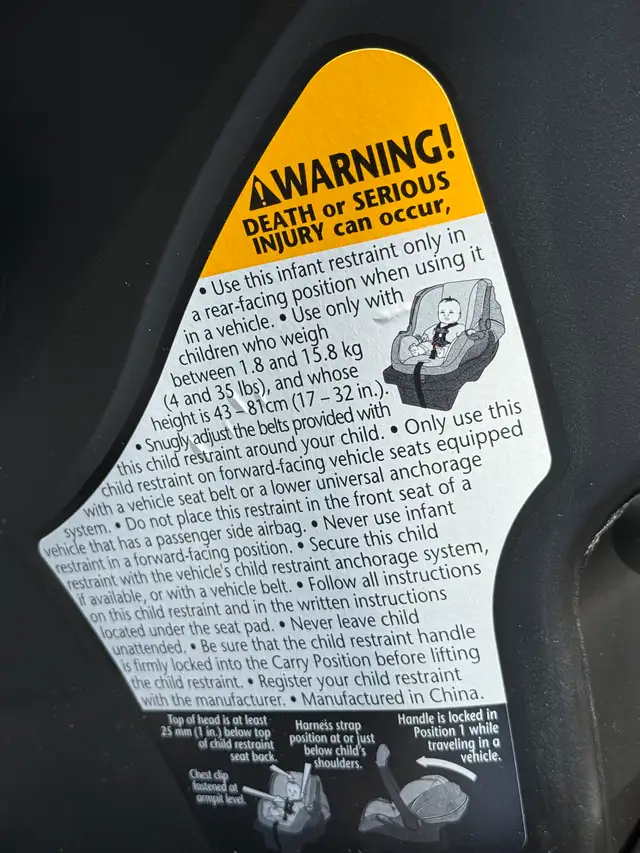 WARNING!
DEATH or SERIOUS
INJURY can occur,
• Use this infant restraint only in
a rear-facing position when using it
in a vehicle. • Use only with
children who weigh
between 1.8 and 15.8 kg
(4 and 35 lbs), and whose
height is 43 – 81cm (17 – 32 in.).
• Snugly adjust the belts provided with
this child restraint around your child. • Only use this
child restraint on forward-facing vehicle seats equipped
with a vehicle seat belt or a lower universal anchorage
system. • Do not place this restraint in the front seat of a
vehicle that has a passenger side airbag. • Never use infant
restraint in a forward-facing position. • Secure this child
restraint with the vehicle's child restraint anchorage system,
if available, or with a vehicle belt. • Follow all instructions
on this child restraint and in the written instructions
located under the seat pad. • Never leave child
unattended. • Be sure that the child restraint handle
is firmly locked into the Carry Position before lifting
the child restraint. • Register your child restraint
with the manufacturer. • Manufactured in China.
Top of head is at least
25 mm (1 in.) below top
of child restraint
seat back.
Harness strap
position at or just
below child's
shoulders.
Handle is locked in
Position 1 while
traveling in a
vehicle.
Chest clip
fastened at
armpit level.